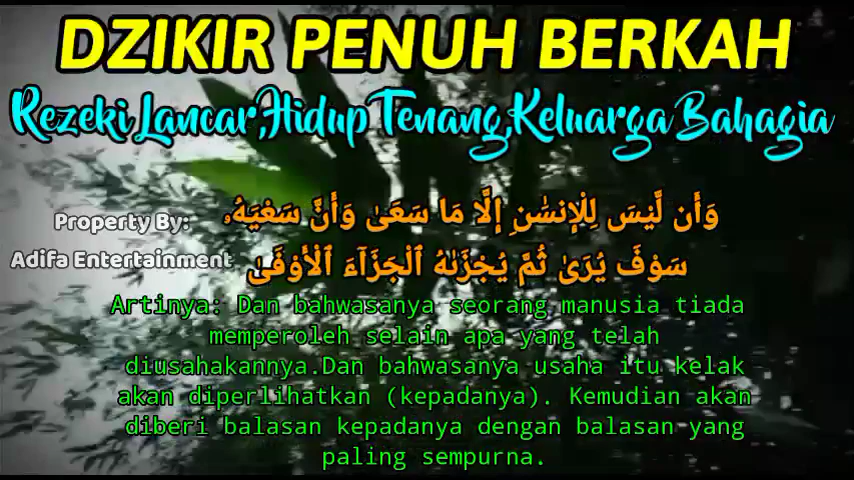 DZIKIR PENUH BERKAH
Rezeki Lancar,Hidup Tenang,Keluarga Bahagia
وَأَن لَّيْسَ لِلْإِنسَٰنِ إِلَّا مَا سَعَىٰ وَأَنَّ سَعْيَهُۥ
سَوْفَ يُرَىٰ ثُمَّ يُجْزَىٰهُ ٱلْجَزَآءَ ٱلْأَوْفَىٰ
Property By:
Adifa Entertainment
Artinya: Dan bahwasanya seorang manusia tiada
memperoleh selain apa yang telah
diusahakannya.Dan bahwasanya usaha itu kelak
akan diperlihatkan (kepadanya). Kemudian akan
diberi balasan kepadanya dengan balasan yang
paling sempurna.